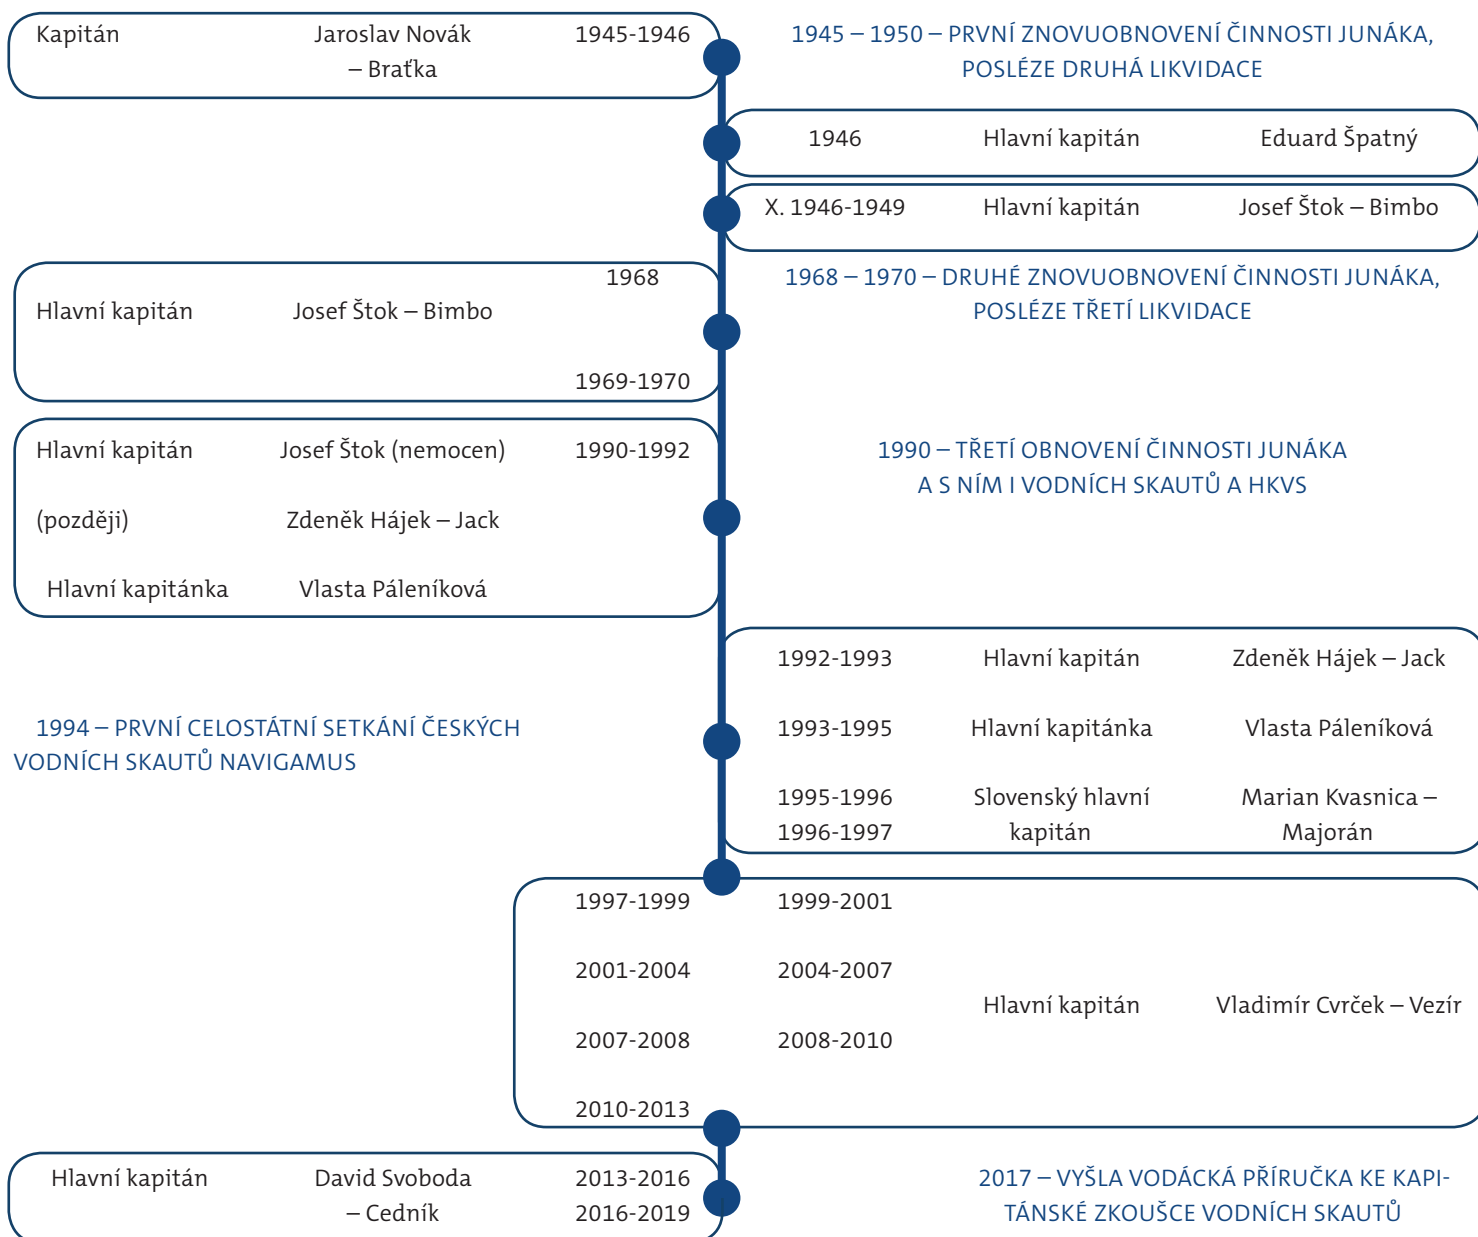 Kapitán Jaroslav Novák 1945-1946
– Braťka
1945 – 1950 – PRVNÍ ZNOVUOBNOVENÍ ČINNOSTI JUNÁKA,
POSLÉZE DRUHÁ LIKVIDACE
1946 Hlavní kapitán Eduard Špatný
X. 1946-1949 Hlavní kapitán Josef Štok – Bimbo
1968
Hlavní kapitán Josef Štok – Bimbo
1969-1970
1968 – 1970 – DRUHÉ ZNOVUOBNOVENÍ ČINNOSTI JUNÁKA,
POSLÉZE TŘETÍ LIKVIDACE
Hlavní kapitán Josef Štok (nemocen) 1990-1992
(později) Zdeněk Hájek – Jack
Hlavní kapitánka Vlasta Páleníková
1990 – TŘETÍ OBNOVENÍ ČINNOSTI JUNÁKA
A S NÍM I VODNÍCH SKAUTŮ A HKVS
1992-1993 Hlavní kapitán Zdeněk Hájek – Jack
1993-1995 Hlavní kapitánka Vlasta Páleníková
1995-1996 Slovenský hlavní Marian Kvasnica –
1996-1997 kapitán Majorán
1994 – PRVNÍ CELOSTÁTNÍ SETKÁNÍ ČESKÝCH
VODNÍCH SKAUTŮ NAVIGAMUS
1997-1999 1999-2001
2001-2004 2004-2007
Hlavní kapitán Vladimír Cvrček – Vezír
2007-2008 2008-2010
2010-2013
Hlavní kapitán David Svoboda 2013-2016
– Cedník 2016-2019
2017 – VYŠLA VODÁCKÁ PŘÍRUČKA KE KAPI-
TÁNSKÉ ZKOUŠCE VODNÍCH SKAUTŮ